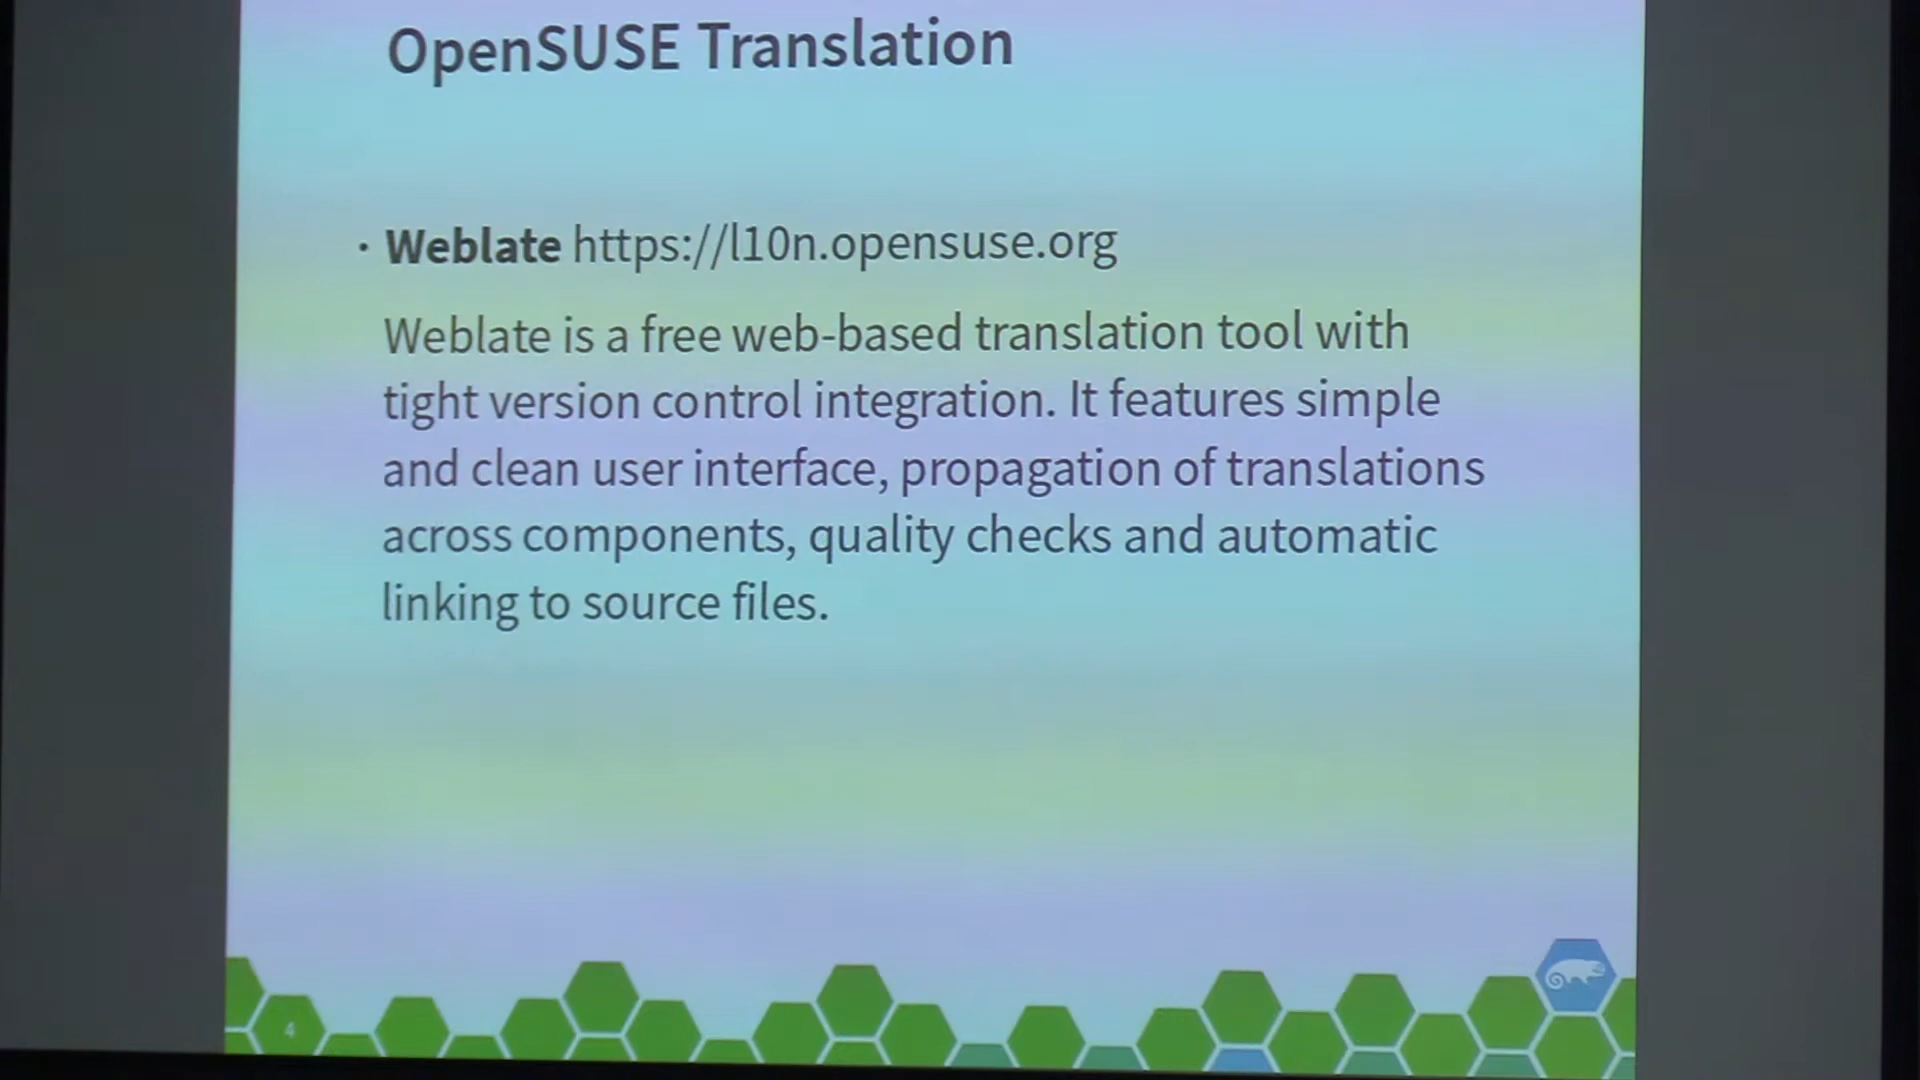 OpenSUSE Translation
• Weblate https://l10n.opensuse.org
Weblate is a free web-based translation tool with
tight version control integration. It features simple
and clean user interface, propagation of translations
across components, quality checks and automatic
linking to source files.
4